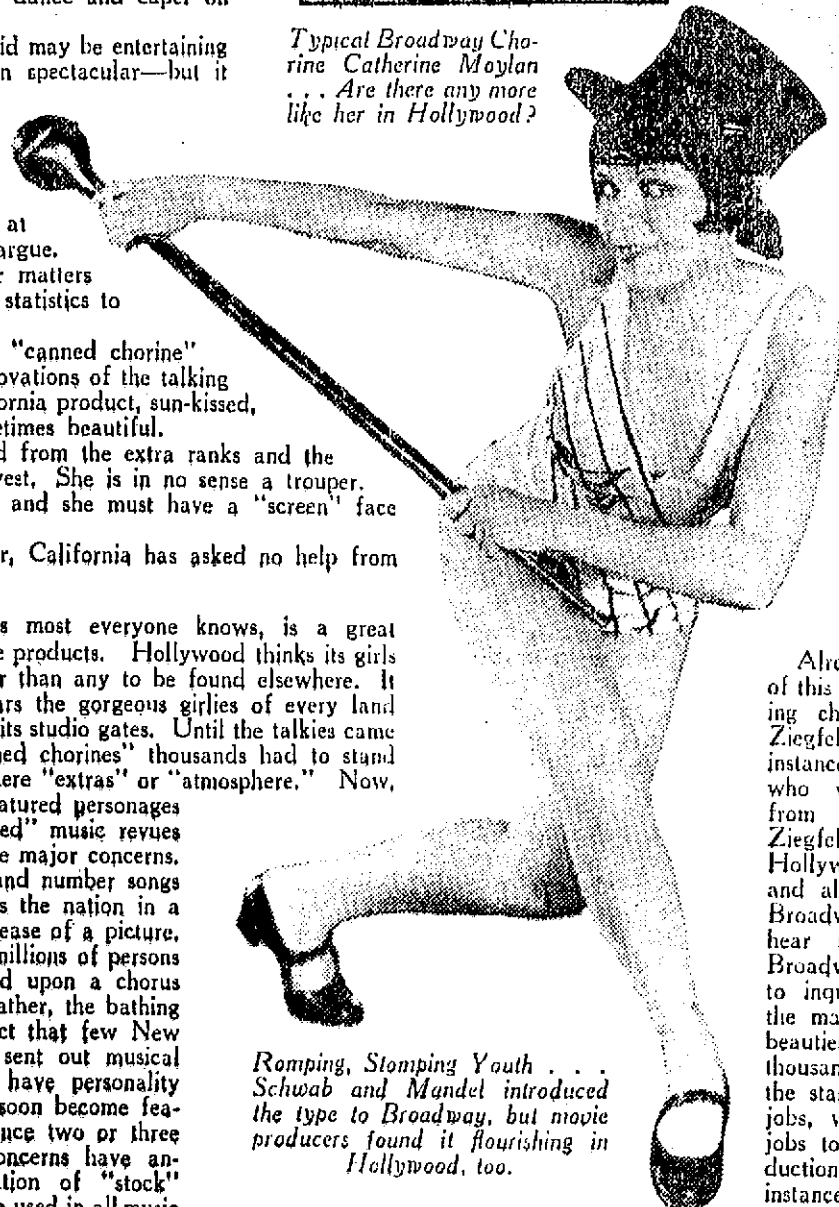 id may be entertaining
n spectacular—but it
Typical Broadway Cho-
rine Catherine Moylan
. . . Are there any more
like her in Hollywood?
at
argue.
r matters
statistics to
"canned chorine"
ovations of the talking
ornia product, sun-kissed,
etimes beautiful.
d from the extra ranks and the
vest. She is in no sense a trouper.
and she must have a "screen" face
r, California has asked no help from
s most everyone knows, is a great
e products. Hollywood thinks its girls
r than any to be found elsewhere. It
ars the gorgeous girlies of every land
its studio gates. Until the talkies came
ned chorines" thousands had to stand
ere "extras" or "atmosphere." Now,
atured personages
ed" music revues
e major concerns.
and number songs
s the nation in a
ease of a picture.
millions of persons
d upon a chorus
ather, the bathing
ct that few New
sent out musical
have personality
soon become fea-
nce two or three
oncerns have an-
tion of "stock"
used in all music
Romping, Stomping Youth . . .
Schwab and Mandel introduced
the type to Broadway, but movie
producers found it flourishing in
Hollywood, too.
Alre
of this
ing ch
Ziegfel
instance
who v
from
Ziegfel
Hollyw
and al
Broadw
hear
Broadw
to inqu
the ma
beautie
thousan
the sta
jobs, v
jobs to
duction
instance